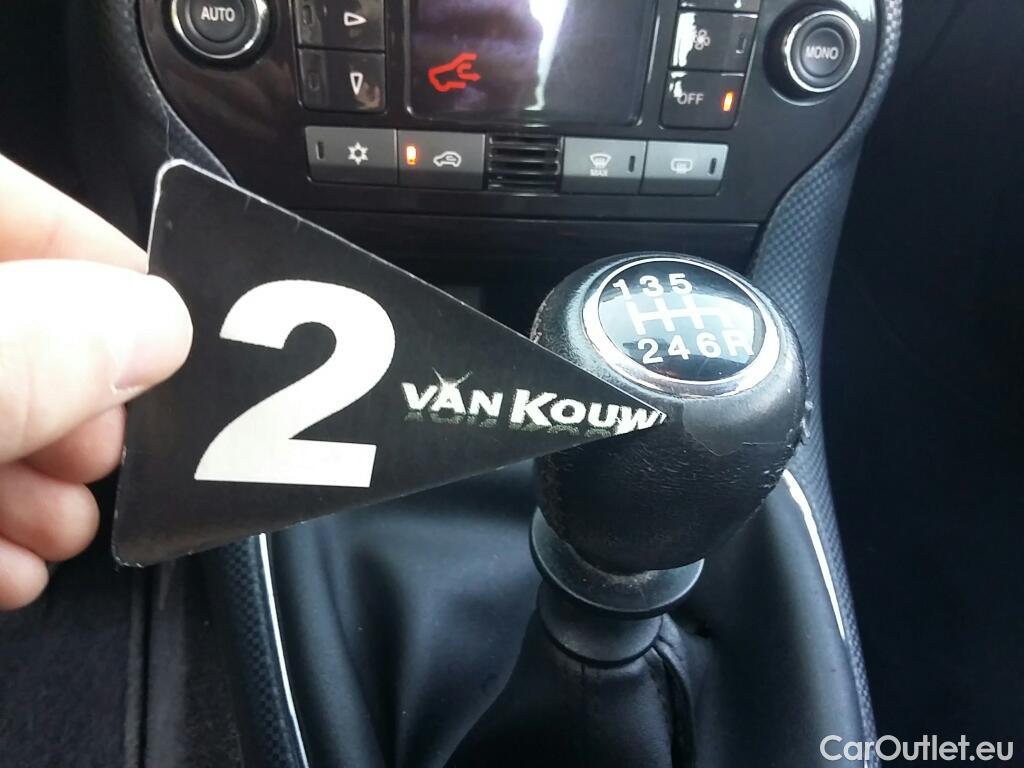 AUTO
MONO
OFF
MAX
1 3 5
2 4 6 R
2
VAN KOUW
CarOutlet.eu